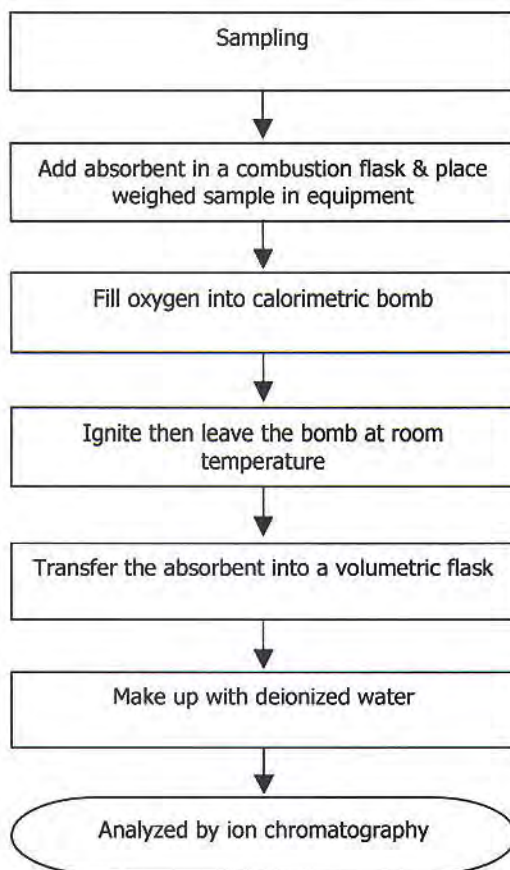 Sampling
Add absorbent in a combustion flask & place
weighed sample in equipment
Fill oxygen into calorimetric bomb
Ignite then leave the bomb at room
temperature
Transfer the absorbent into a volumetric flask
Make up with deionized water
Analyzed by ion chromatography